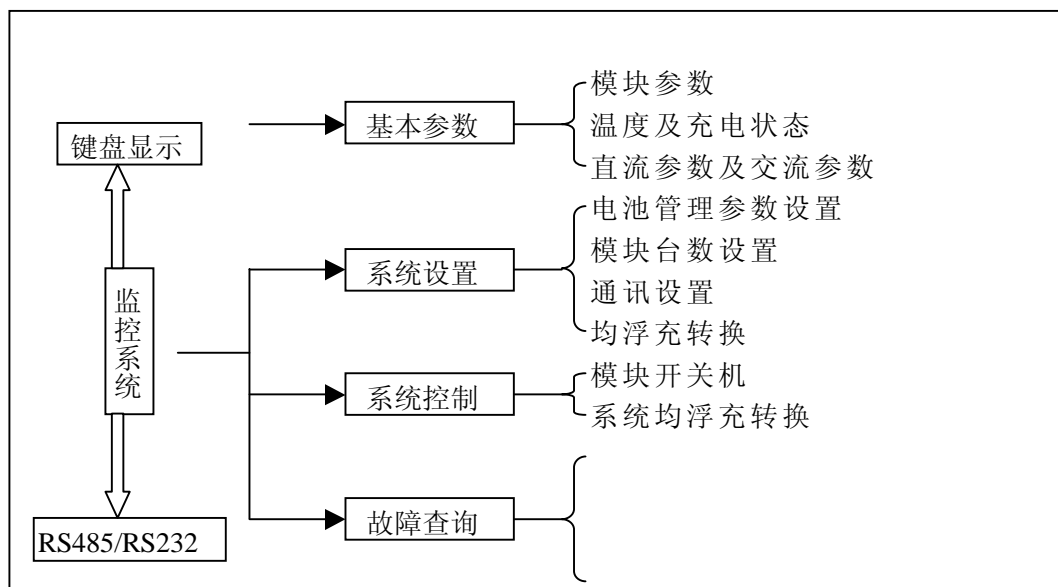 键盘显示
监控系统
RS485/RS232
基本参数
模块参数
温度及充电状态
直流参数及交流参数
系统设置
电池管理参数设置
模块台数设置
通讯设置
均浮充转换
系统控制
模块开关机
系统均浮充转换
故障查询